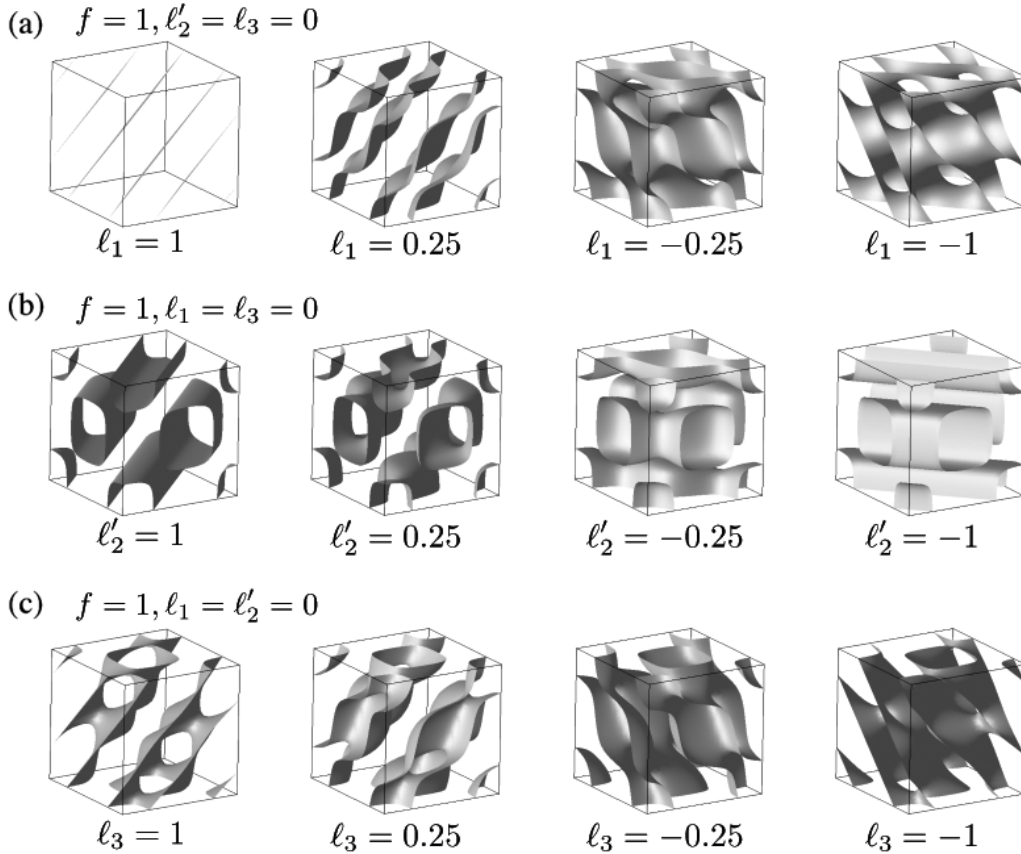 (a) f = 1, ℓ′₂ = ℓ₃ = 0
ℓ₁ = 1 ℓ₁ = 0.25 ℓ₁ = −0.25 ℓ₁ = −1
(b) f = 1, ℓ₁ = ℓ₃ = 0
ℓ′₂ = 1 ℓ′₂ = 0.25 ℓ′₂ = −0.25 ℓ′₂ = −1
(c) f = 1, ℓ₁ = ℓ′₂ = 0
ℓ₃ = 1 ℓ₃ = 0.25 ℓ₃ = −0.25 ℓ₃ = −1